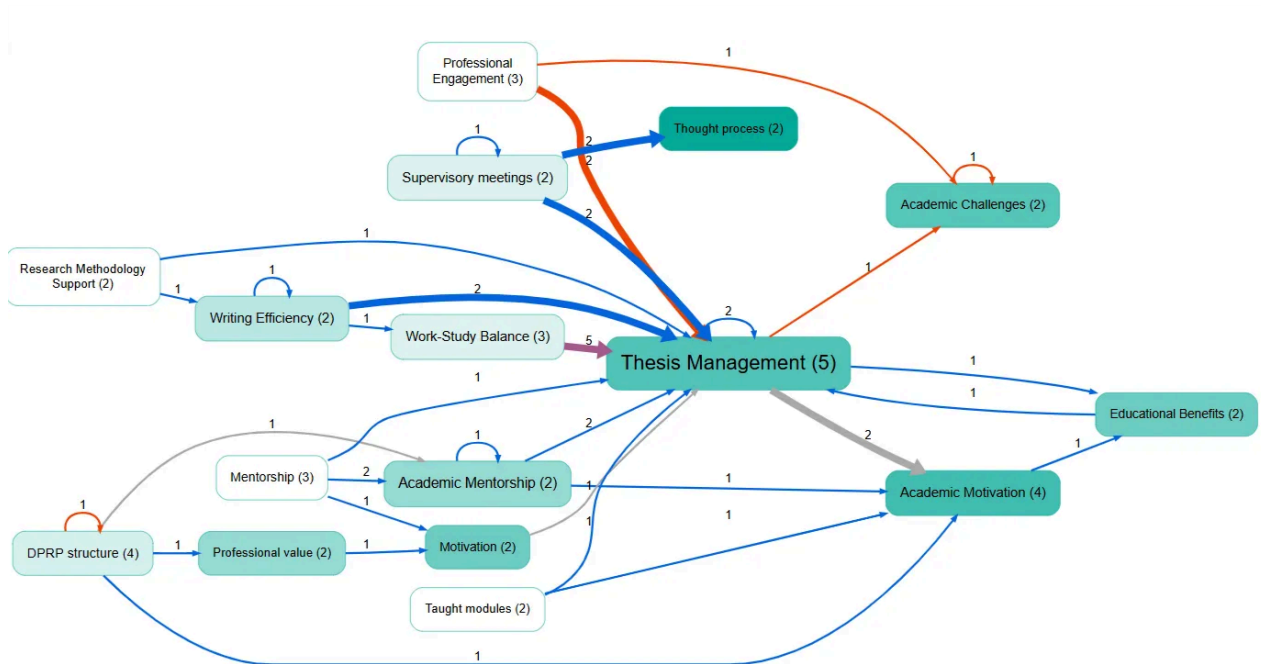 1
Professional
Engagement (3)
2
Thought process (2)
1
2
Supervisory meetings (2)
1
Academic Challenges (2)
2
1
Research Methodology
Support (2)
1
1
1
2
Writing Efficiency (2)
1
2
Work-Study Balance (3)
5
Thesis Management (5)
1
1
1
Educational Benefits (2)
1
2
1
2
1
Mentorship (3)
2
Academic Mentorship (2)
1
1
Academic Motivation (4)
1
1
1
1
DPRP structure (4)
1
Professional value (2)
1
Motivation (2)
1
Taught modules (2)
1